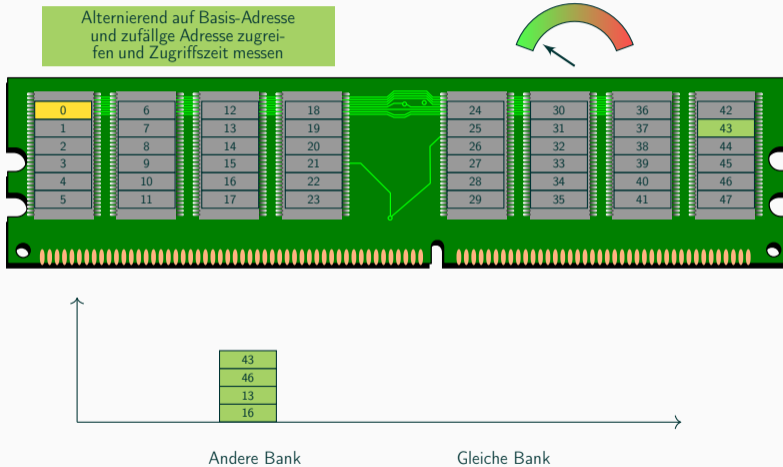 Alternierend auf Basis-Adresse
und zufällge Adresse zugrei-
fen und Zugriffszeit messen
0 6 12 18 24 30 36 42
1 7 13 19 25 31 37 43
2 8 14 20 26 32 38 44
3 9 15 21 27 33 39 45
4 10 16 22 28 34 40 46
5 11 17 23 29 35 41 47
43
46
13
16
Andere Bank Gleiche Bank